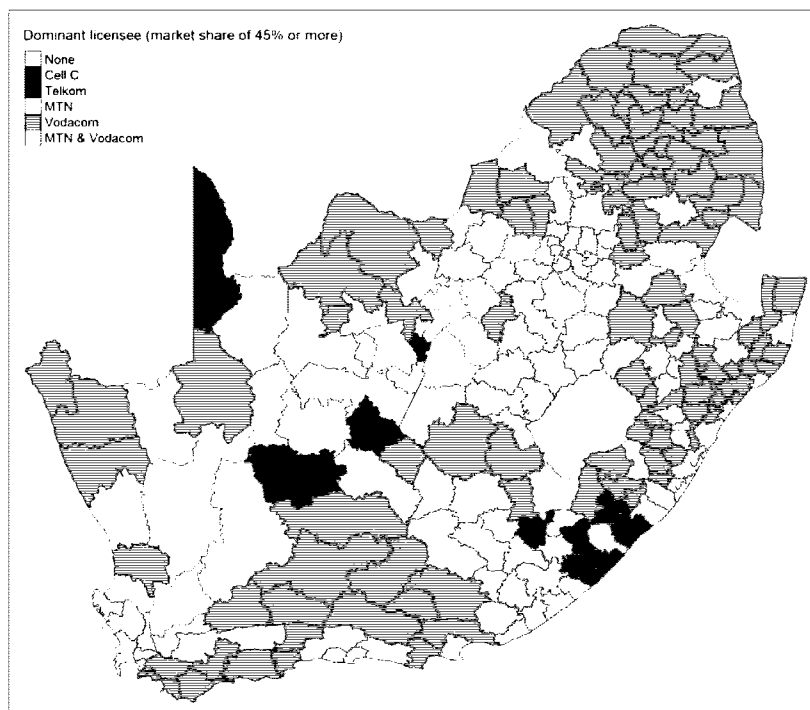 Dominant licensee (market share of 45% or more)
None
Cell C
Telkom
MTN
Vodacom
MTN & Vodacom